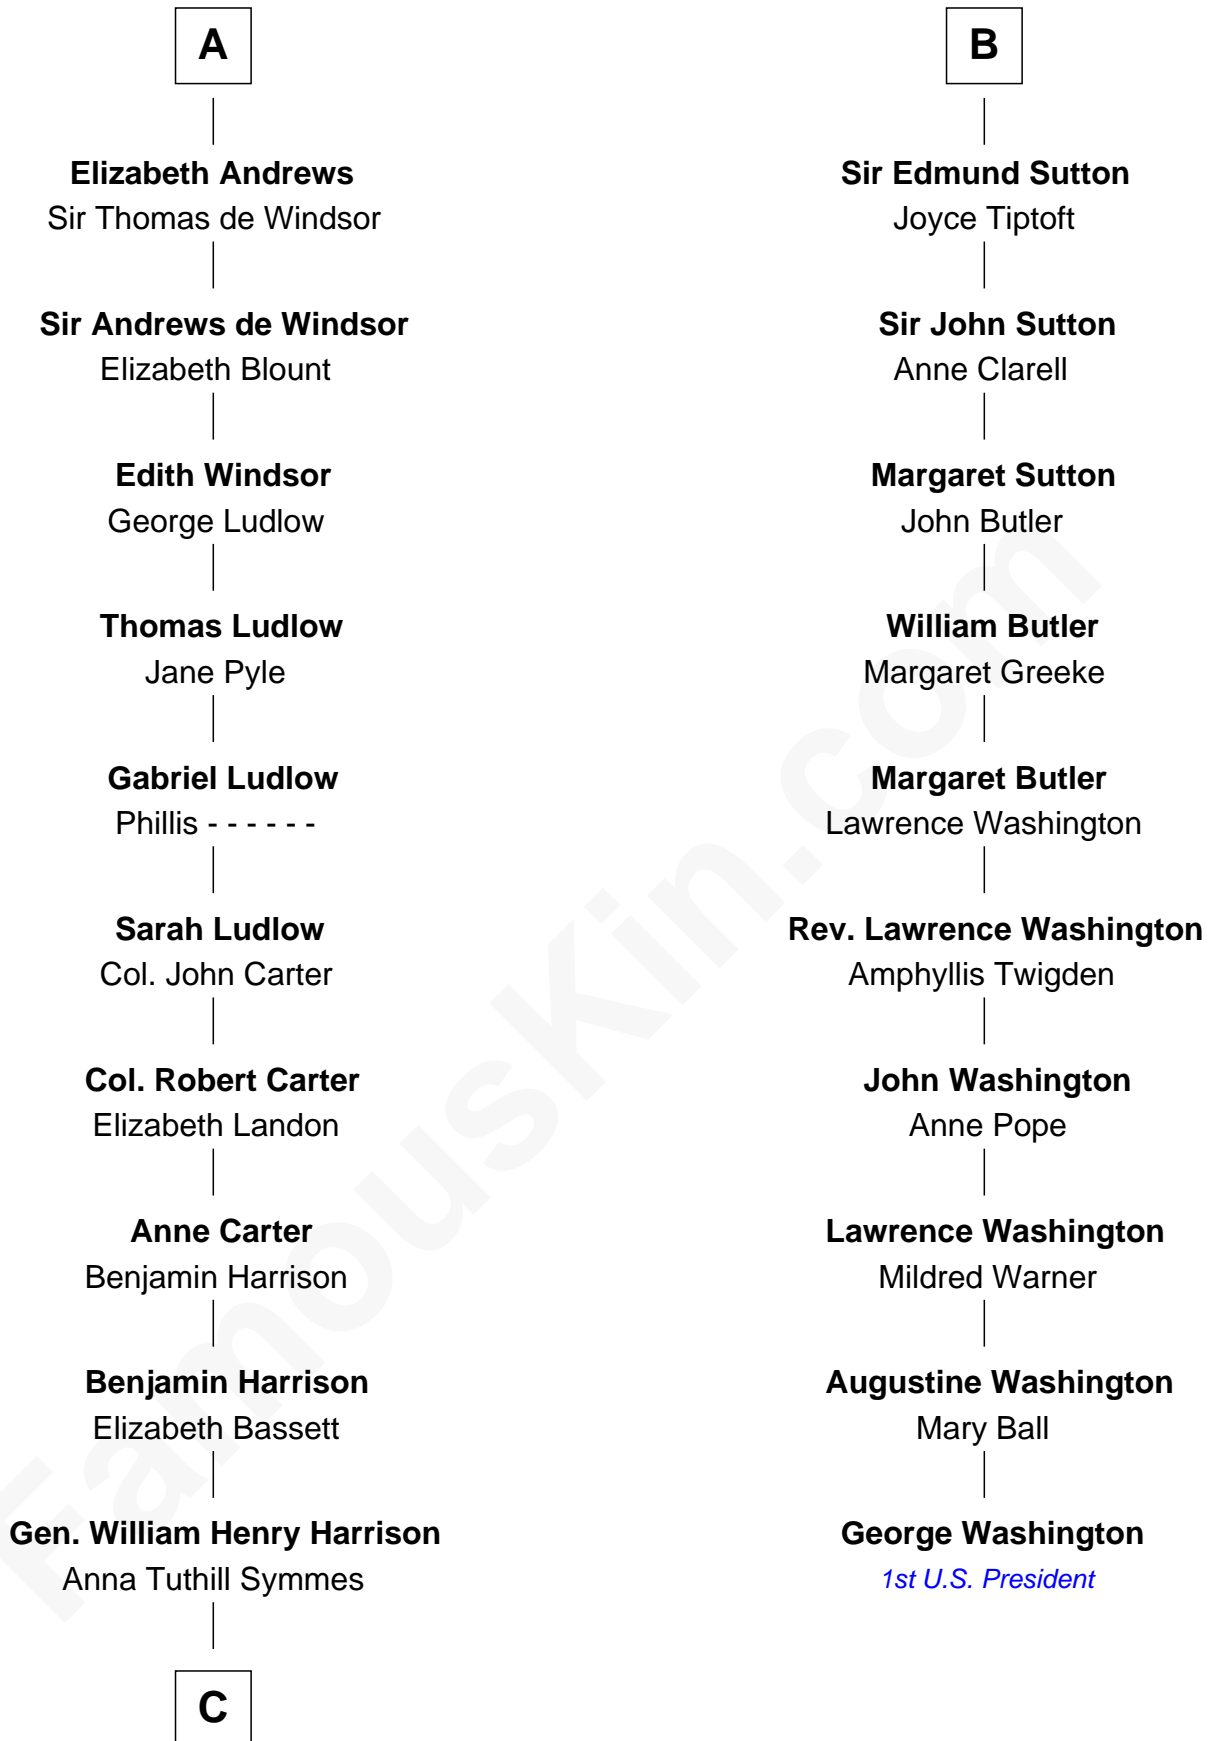 A
Elizabeth Andrews
Sir Thomas de Windsor
Sir Andrews de Windsor
Elizabeth Blount
Edith Windsor
George Ludlow
Thomas Ludlow
Jane Pyle
Gabriel Ludlow
Phillis - - - - - -
Sarah Ludlow
Col. John Carter
Col. Robert Carter
Elizabeth Landon
Anne Carter
Benjamin Harrison
Benjamin Harrison
Elizabeth Bassett
Gen. William Henry Harrison
Anna Tuthill Symmes
C
B
Sir Edmund Sutton
Joyce Tiptoft
Sir John Sutton
Anne Clarell
Margaret Sutton
John Butler
William Butler
Margaret Greeke
Margaret Butler
Lawrence Washington
Rev. Lawrence Washington
Amphyllis Twigden
John Washington
Anne Pope
Lawrence Washington
Mildred Warner
Augustine Washington
Mary Ball
George Washington
1st U.S. President
FamousKin.com